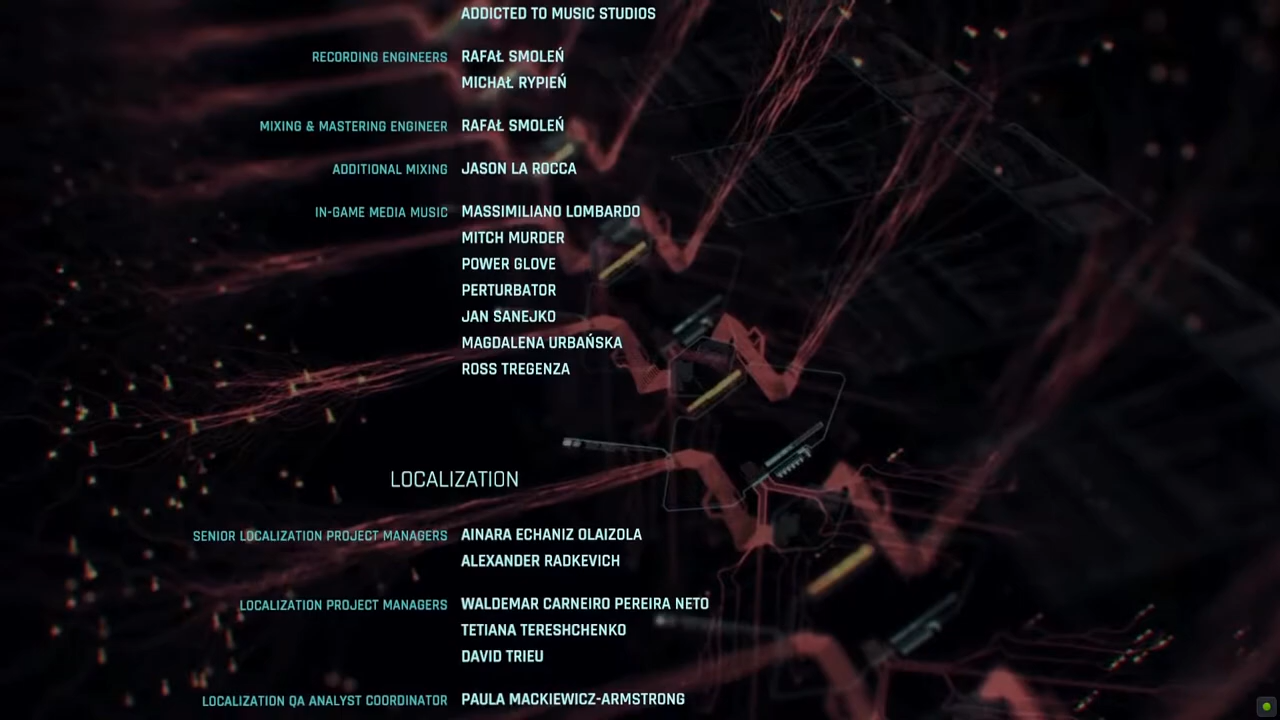 ADDICTED TO MUSIC STUDIOS
RECORDING ENGINEERS RAFAŁ SMOLEŃ
MICHAŁ RYPIEŃ
MIXING & MASTERING ENGINEER RAFAŁ SMOLEŃ
ADDITIONAL MIXING JASON LA ROCCA
IN-GAME MEDIA MUSIC MASSIMILIANO LOMBARDO
MITCH MURDER
POWER GLOVE
PERTURBATOR
JAN SANEJKO
MAGDALENA URBAŃSKA
ROSS TREGENZA
LOCALIZATION
SENIOR LOCALIZATION PROJECT MANAGERS AINARA ECHANIZ OLAIZOLA
ALEXANDER RADKEVICH
LOCALIZATION PROJECT MANAGERS WALDEMAR CARNEIRO PEREIRA NETO
TETIANA TERESHCHENKO
DAVID TRIEU
LOCALIZATION QA ANALYST COORDINATOR PAULA MACKIEWICZ-ARMSTRONG